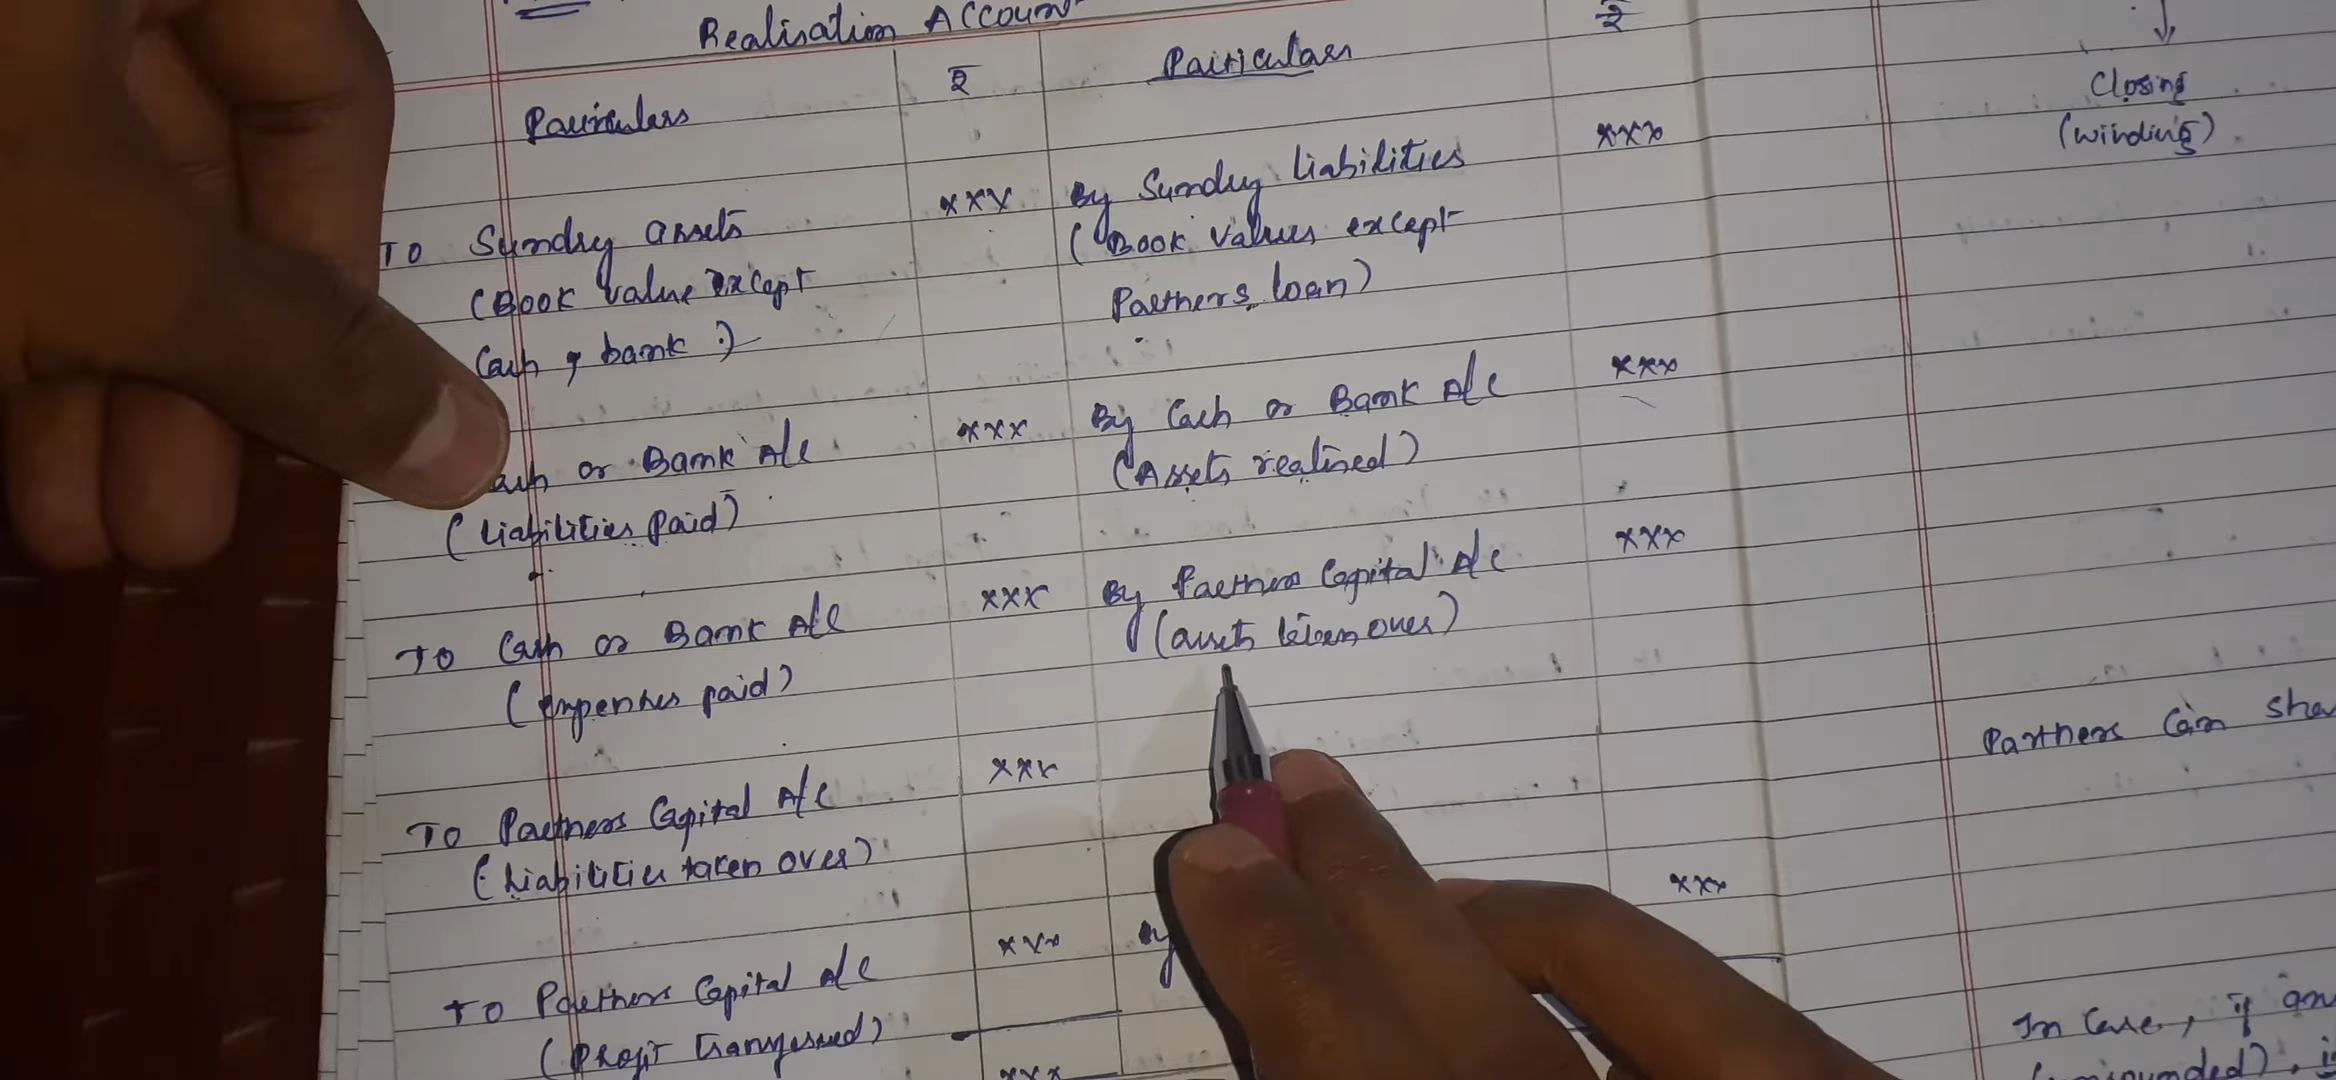 Realisation Account
Particulars ₹ Particulars ₹
To Sundry assets xxx By Sundry liabilities xxx
(Book value except (Book values except
Cash, bank) Partners loan)
Cash or Bank A/c xxx By Cash or Bank A/c xxx
(liabilities paid) (Assets realised)
To Cash or Bank A/c xxx By Partners Capital A/c xxx
(expenses paid) (assets taken over)
To Partners Capital A/c xxx
(liabilities taken over)
To Partners Capital A/c xxx By xxx
(Profit transferred)
xxx
Closing
(winding)
Partners can
In case, if